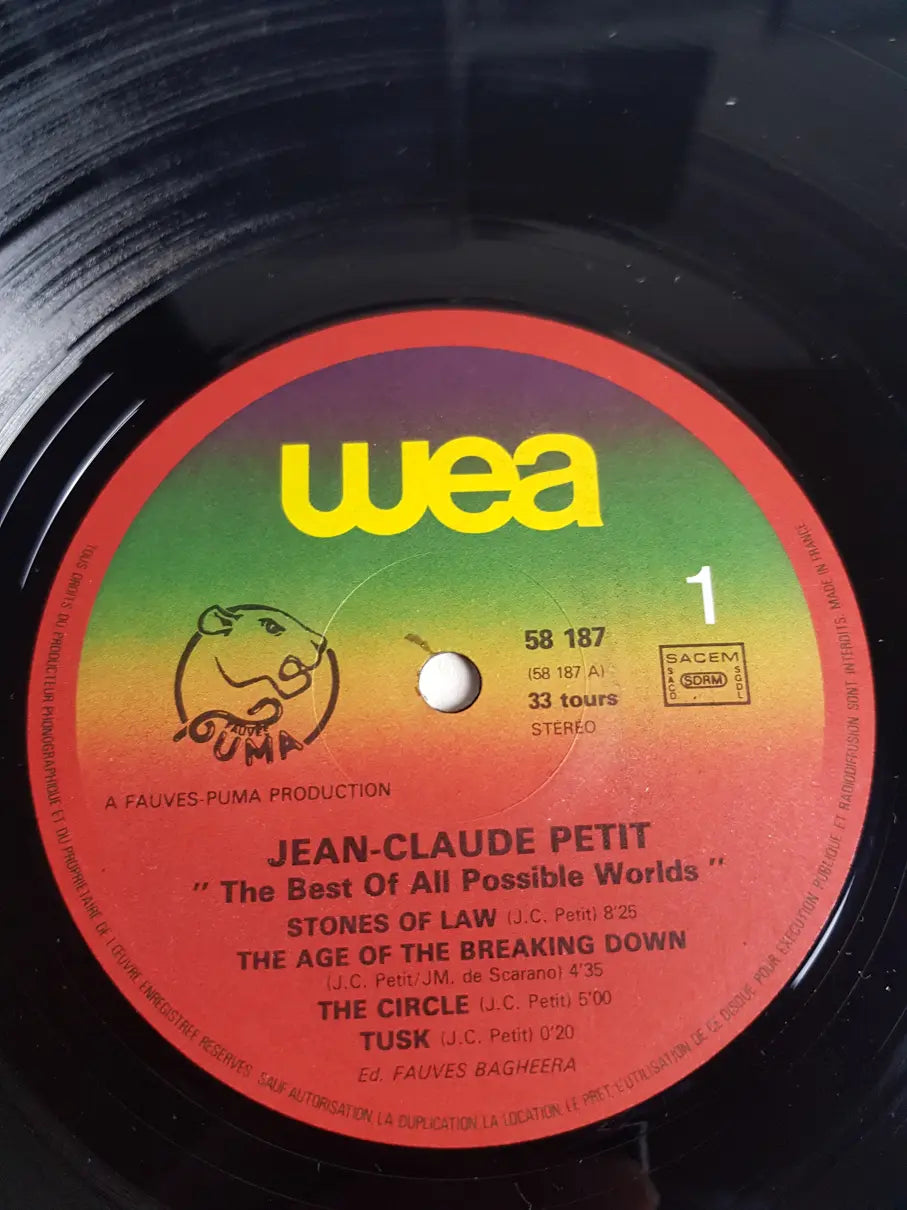 wea
1
FAUVES
PUMA
58 187
(58 187 A)
33 tours
STEREO
SACEM
SACD
SDRM
SGDL
A FAUVES-PUMA PRODUCTION
JEAN-CLAUDE PETIT
" The Best Of All Possible Worlds "
STONES OF LAW (J.C. Petit) 8'25
THE AGE OF THE BREAKING DOWN
(J.C. Petit/JM. de Scarano) 4'35
THE CIRCLE (J.C. Petit) 5'00
TUSK (J.C. Petit) 0'20
Ed. FAUVES BAGHEERA
TOUS DROITS DU PRODUCTEUR PHONOGRAPHIQUE ET DU PROPRIETAIRE DE L'ŒUVRE ENREGISTREE RESERVES. SAUF AUTORISATION, LA DUPLICATION, LA LOCATION, LE PRET, L'UTILISATION DE CE DISQUE POUR EXECUTION PUBLIQUE ET RADIODIFFUSION SONT INTERDITS. MADE IN FRANCE